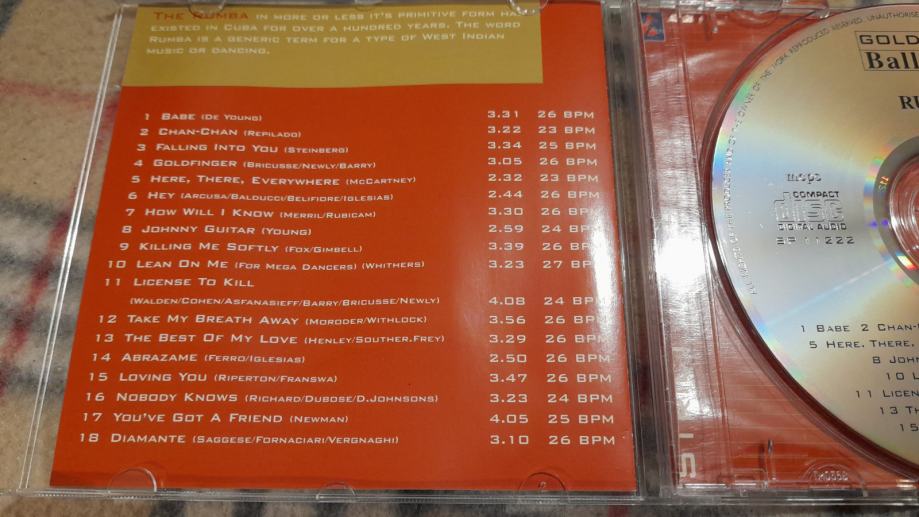 The Rumba in more or less it's primitive form has
existed in Cuba for over a hundred years. The word
Rumba is a generic term for a type of West Indian
music or dancing.
1 Babe (De Young) 3.31 26 BPM
2 Chan-Chan (Repilado) 3.22 23 BPM
3 Falling Into You (Steinberg) 3.34 25 BPM
4 Goldfinger (Bricusse/Newly/Barry) 3.05 26 BPM
5 Here, There, Everywhere (McCartney) 2.32 23 BPM
6 Hey (Arcusa/Balducci/Belifiore/Iglesias) 2.44 26 BPM
7 How Will I Know (Merril/Rubicam) 3.30 26 BPM
8 Johnny Guitar (Young) 2.59 24 BPM
9 Killing Me Softly (Fox/Gimbell) 3.39 26 BPM
10 Lean On Me (For Mega Dancers) (Whithers) 3.23 27 BPM
11 License To Kill
(Walden/Cohen/Asfanasieff/Barry/Bricusse/Newly) 4.08 24 BPM
12 Take My Breath Away (Moroder/Withlock) 3.56 26 BPM
13 The Best Of My Love (Henley/Souther.Frey) 3.29 26 BPM
14 Abrazame (Ferro/Iglesias) 2.50 26 BPM
15 Loving You (Riperton/Franswa) 3.47 26 BPM
16 Nobody Knows (Richard/Dubose/D.Johnsons) 3.23 24 BPM
17 You've Got A Friend (Newman) 4.05 25 BPM
18 Diamante (Saggese/Fornaciari/Vergnaghi) 3.10 26 BPM
GOLD
Ball
RU
mcps
COMPACT
disc
DIGITAL AUDIO
SP 11222
1 Babe 2 Chan-
5 Here, There,
8 John
10 L
11 Licen
13 Th
15